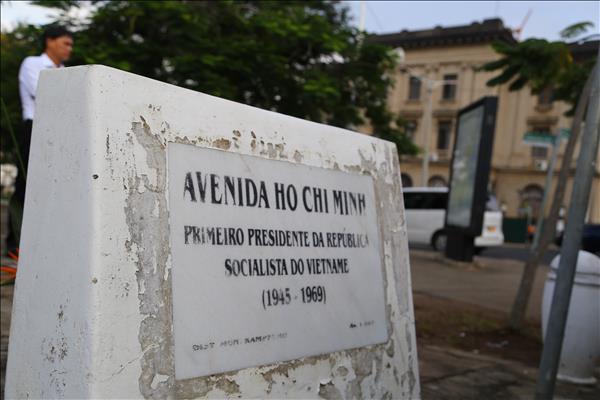 AVENIDA HO CHI MINH
PRIMEIRO PRESIDENTE DA REPÚBLICA
SOCIALISTA DO VIETNAME
(1945 - 1969)